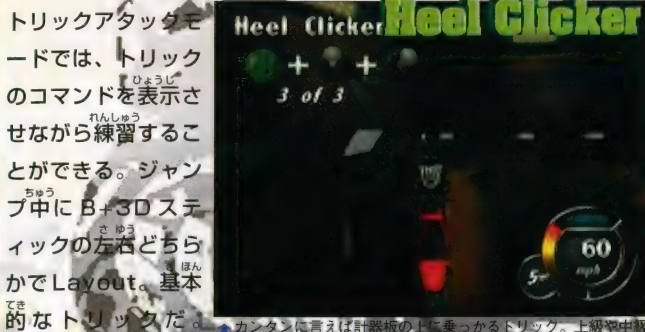 トリックアタックモ
ードでは、トリック
のコマンドを表示さ
せながら練習するこ
とができる。ジャン
プ中にB+3Dステ
ィックの左右どちら
かでLayout。基本
的なトリックだ。
Heel Clicker
Heel Clicker
3 of 3
60
mph
5
カンタンに言えば計器板の上に乗っかるトリック。上級や中級